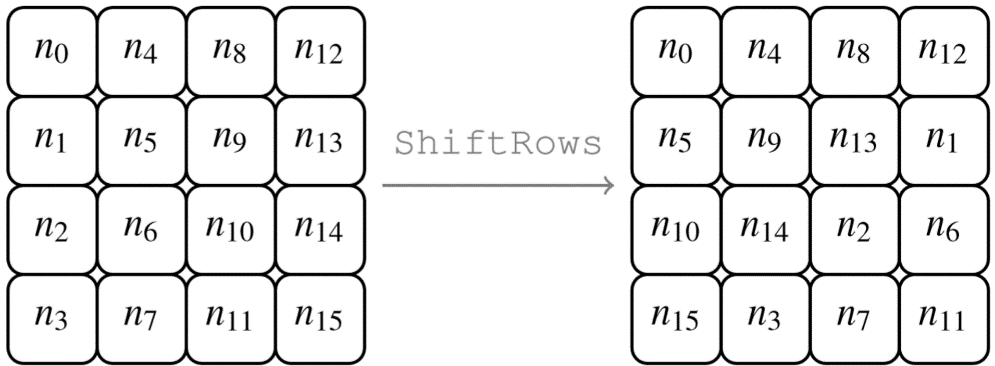 n₀ n₄ n₈ n₁₂ n₀ n₄ n₈ n₁₂
n₁ n₅ n₉ n₁₃ ShiftRows n₅ n₉ n₁₃ n₁
n₂ n₆ n₁₀ n₁₄ n₁₀ n₁₄ n₂ n₆
n₃ n₇ n₁₁ n₁₅ n₁₅ n₃ n₇ n₁₁